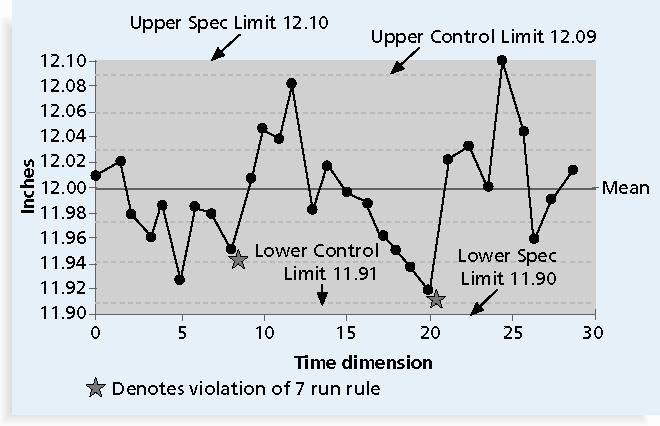 Upper Spec Limit 12.10
Upper Control Limit 12.09
12.10
12.08
12.06
12.04
12.02
12.00
11.98
11.96
11.94
11.92
11.90
Inches
Mean
Lower Control
Limit 11.91
Lower Spec
Limit 11.90
0 5 10 15 20 25 30
Time dimension
Denotes violation of 7 run rule